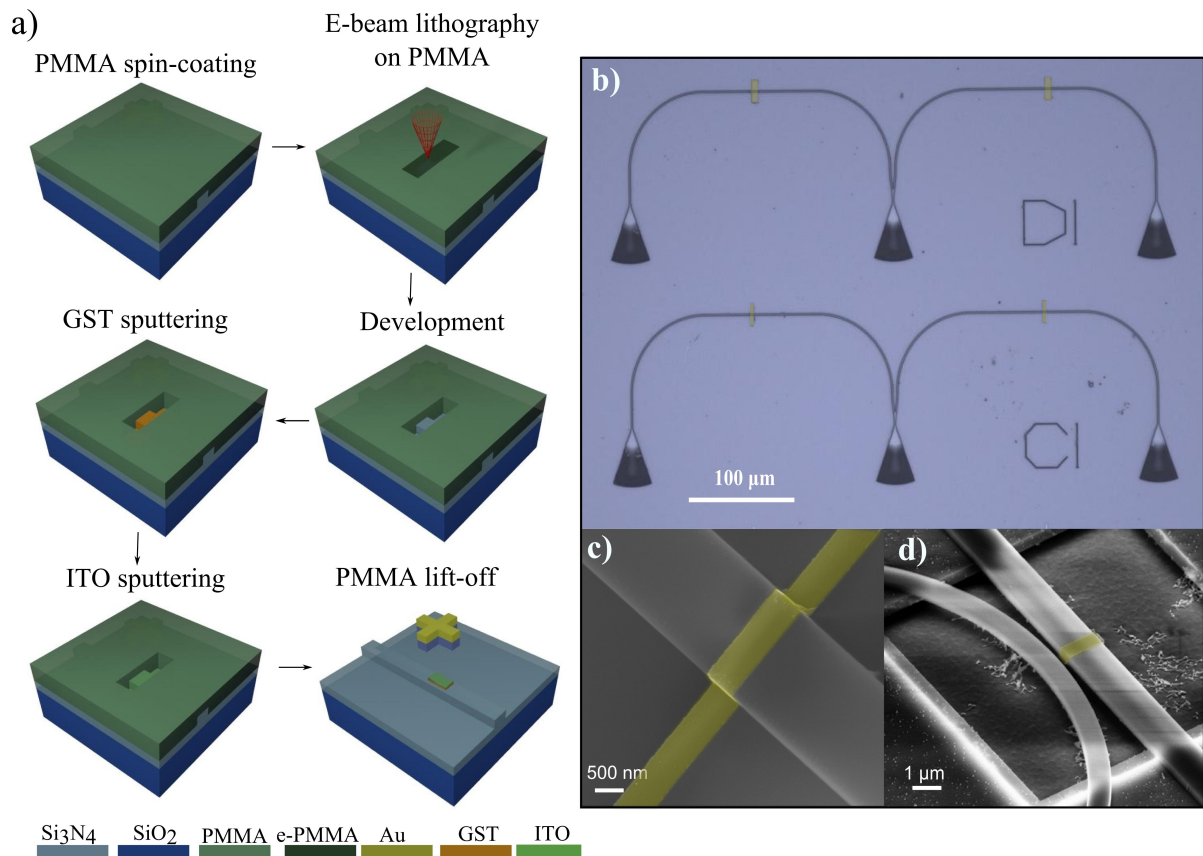 a)
PMMA spin-coating
E-beam lithography
on PMMA
GST sputtering
Development
ITO sputtering
PMMA lift-off
Si₃N₄ SiO₂ PMMA e-PMMA Au GST ITO
b)
D|
C|
100 μm
c)
500 nm
d)
1 μm